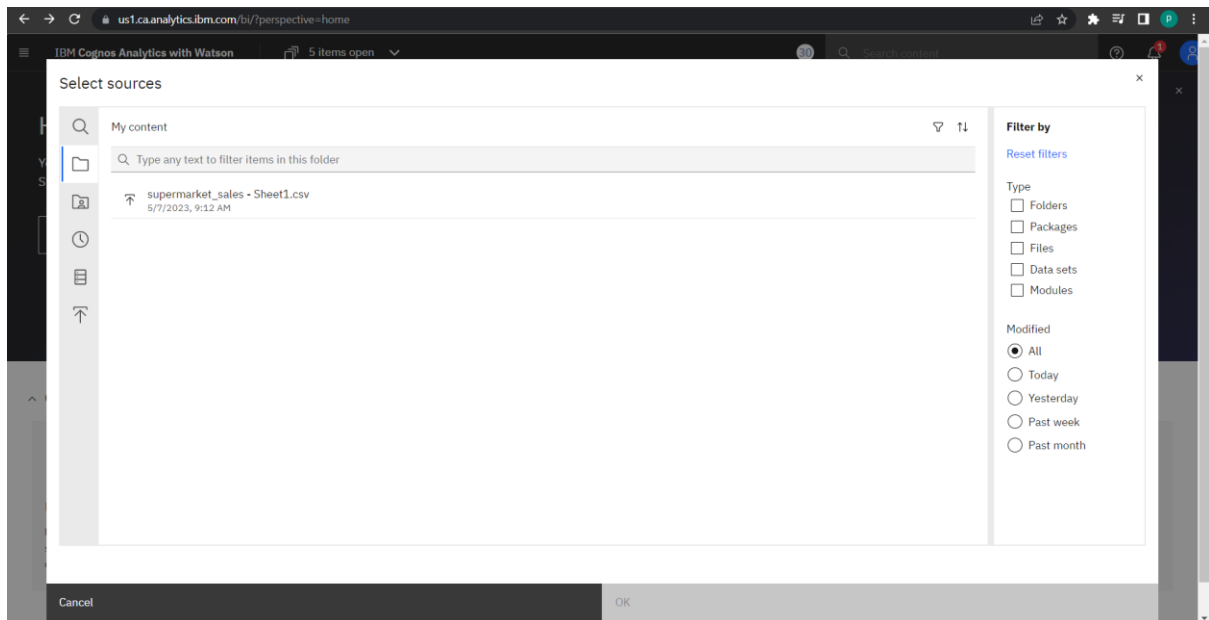 us1.ca.analytics.ibm.com/bi/?perspective=home
P
IBM Cognos Analytics with Watson
5 items open
30
Search content
1
Select sources
My content
Type any text to filter items in this folder
supermarket_sales - Sheet1.csv
5/7/2023, 9:12 AM
Filter by
Reset filters
Type
Folders
Packages
Files
Data sets
Modules
Modified
All
Today
Yesterday
Past week
Past month
Cancel
OK